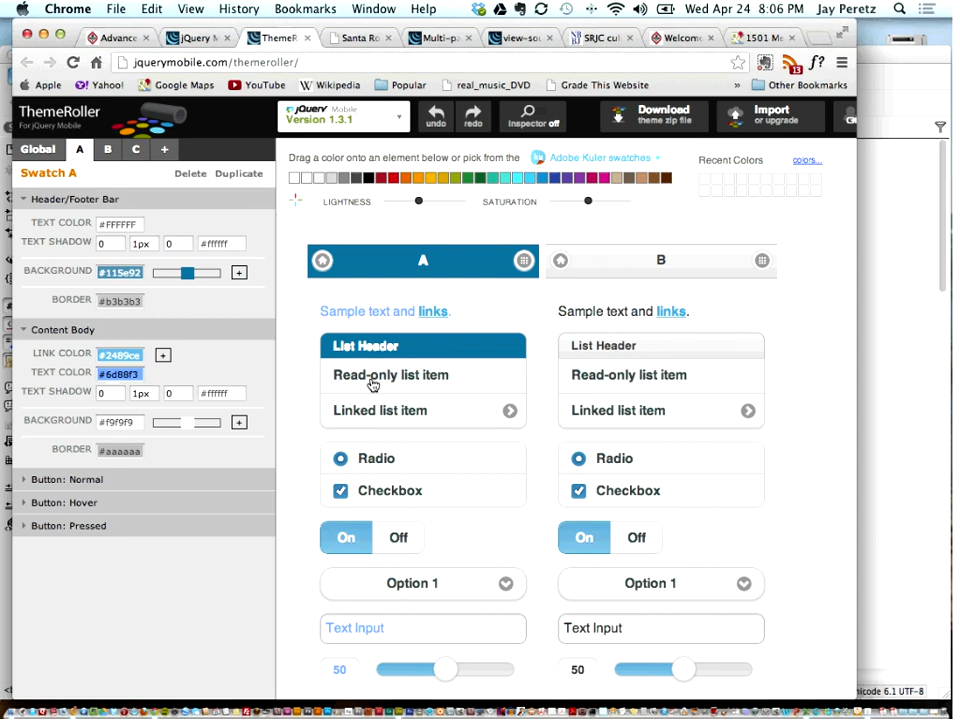 Chrome File Edit View History Bookmarks Window Help Wed Apr 24 8:06 PM Jay Peretz
Advance jQuery M ThemeR Santa Ro Multi-pa view-sou SRJC cul Welcome 1501 Me
jquerymobile.com/themeroller/ 13 f?
Apple Yahoo! Google Maps YouTube Wikipedia Popular real_music_DVD Grade This Website » Other Bookmarks
ThemeRoller
For jQuery Mobile
jQuery Mobile
Version 1.3.1
undo redo Inspector off
Download
theme zip file
Import
or upgrade
Global A B C +
Swatch A Delete Duplicate
Drag a color onto an element below or pick from the Adobe Kuler swatches
Recent Colors colors...
LIGHTNESS SATURATION
Header/Footer Bar
TEXT COLOR #FFFFFF
TEXT SHADOW 0 1px 0 #ffffff
BACKGROUND #115e92 +
BORDER #b3b3b3
Content Body
LINK COLOR #2489ce +
TEXT COLOR #6d88f3
TEXT SHADOW 0 1px 0 #ffffff
BACKGROUND #f9f9f9 +
BORDER #aaaaaa
Button: Normal
Button: Hover
Button: Pressed
A
Sample text and links.
List Header
Read-only list item
Linked list item
Radio
Checkbox
On Off
Option 1
Text Input
50
B
Sample text and links.
List Header
Read-only list item
Linked list item
Radio
Checkbox
On Off
Option 1
Text Input
50
nicode 6.1 UTF-8